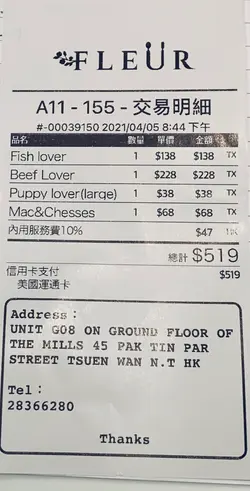 FLEUR
A11 - 155 - 交易明細
#-00039150 2021/04/05 8:44 下午
品名 數量 單價 金額
Fish lover 1 $138 $138 TX
Beef Lover 1 $228 $228 TX
Puppy lover(large) 1 $38 $38 TX
Mac&Chesses 1 $68 $68 TX
內用服務費10% $47 TX
總計 $519
信用卡支付 $519
美國運通卡
Address:
UNIT G08 ON GROUND FLOOR OF
THE MILLS 45 PAK TIN PAR
STREET TSUEN WAN N.T HK
Tel:
28366280
Thanks